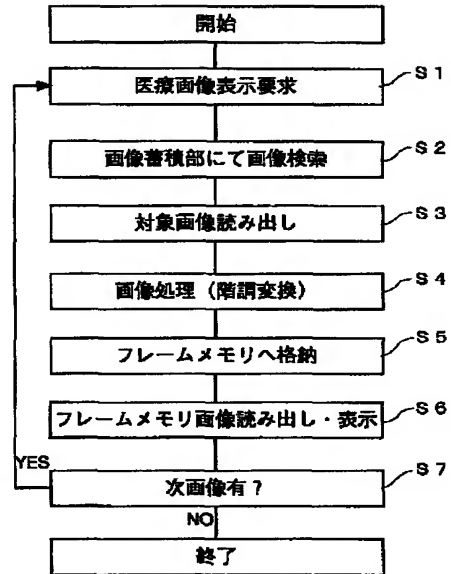 開始
医療画像表示要求
S1
画像蓄積部にて画像検索
S2
対象画像読み出し
S3
画像処理（階調変換）
S4
フレームメモリへ格納
S5
フレームメモリ画像読み出し・表示
S6
YES
次画像有？
S7
NO
終了